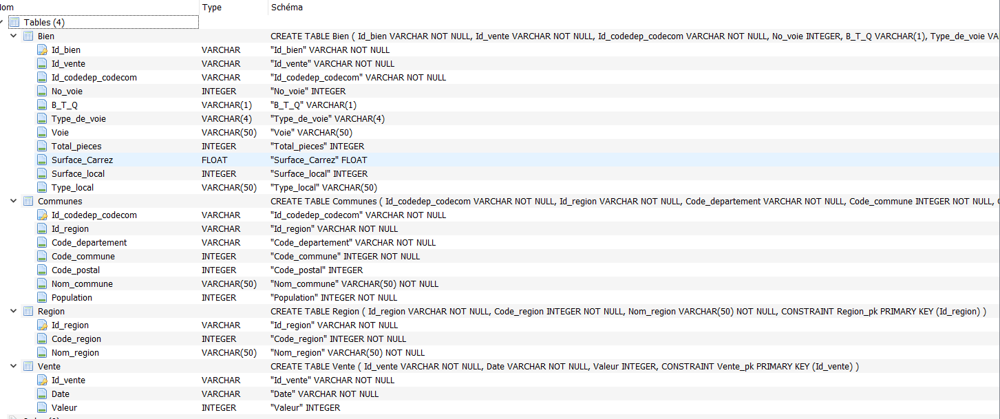 Nom Type Schéma
Tables (4)
Bien CREATE TABLE Bien ( Id_bien VARCHAR NOT NULL, Id_vente VARCHAR NOT NULL, Id_codedep_codecom VARCHAR NOT NULL, No_voie INTEGER, B_T_Q VARCHAR(1), Type_de_voie VA
Id_bien VARCHAR "Id_bien" VARCHAR NOT NULL
Id_vente VARCHAR "Id_vente" VARCHAR NOT NULL
Id_codedep_codecom VARCHAR "Id_codedep_codecom" VARCHAR NOT NULL
No_voie INTEGER "No_voie" INTEGER
B_T_Q VARCHAR(1) "B_T_Q" VARCHAR(1)
Type_de_voie VARCHAR(4) "Type_de_voie" VARCHAR(4)
Voie VARCHAR(50) "Voie" VARCHAR(50)
Total_pieces INTEGER "Total_pieces" INTEGER
Surface_Carrez FLOAT "Surface_Carrez" FLOAT
Surface_local INTEGER "Surface_local" INTEGER
Type_local VARCHAR(50) "Type_local" VARCHAR(50)
Communes CREATE TABLE Communes ( Id_codedep_codecom VARCHAR NOT NULL, Id_region VARCHAR NOT NULL, Code_departement VARCHAR NOT NULL, Code_commune INTEGER NOT NULL,
Id_codedep_codecom VARCHAR "Id_codedep_codecom" VARCHAR NOT NULL
Id_region VARCHAR "Id_region" VARCHAR NOT NULL
Code_departement VARCHAR "Code_departement" VARCHAR NOT NULL
Code_commune INTEGER "Code_commune" INTEGER NOT NULL
Code_postal INTEGER "Code_postal" INTEGER
Nom_commune VARCHAR(50) "Nom_commune" VARCHAR(50) NOT NULL
Population INTEGER "Population" INTEGER NOT NULL
Region CREATE TABLE Region ( Id_region VARCHAR NOT NULL, Code_region INTEGER NOT NULL, Nom_region VARCHAR(50) NOT NULL, CONSTRAINT Region_pk PRIMARY KEY (Id_region) )
Id_region VARCHAR "Id_region" VARCHAR NOT NULL
Code_region INTEGER "Code_region" INTEGER NOT NULL
Nom_region VARCHAR(50) "Nom_region" VARCHAR(50) NOT NULL
Vente CREATE TABLE Vente ( Id_vente VARCHAR NOT NULL, Date VARCHAR NOT NULL, Valeur INTEGER, CONSTRAINT Vente_pk PRIMARY KEY (Id_vente) )
Id_vente VARCHAR "Id_vente" VARCHAR NOT NULL
Date VARCHAR "Date" VARCHAR NOT NULL
Valeur INTEGER "Valeur" INTEGER